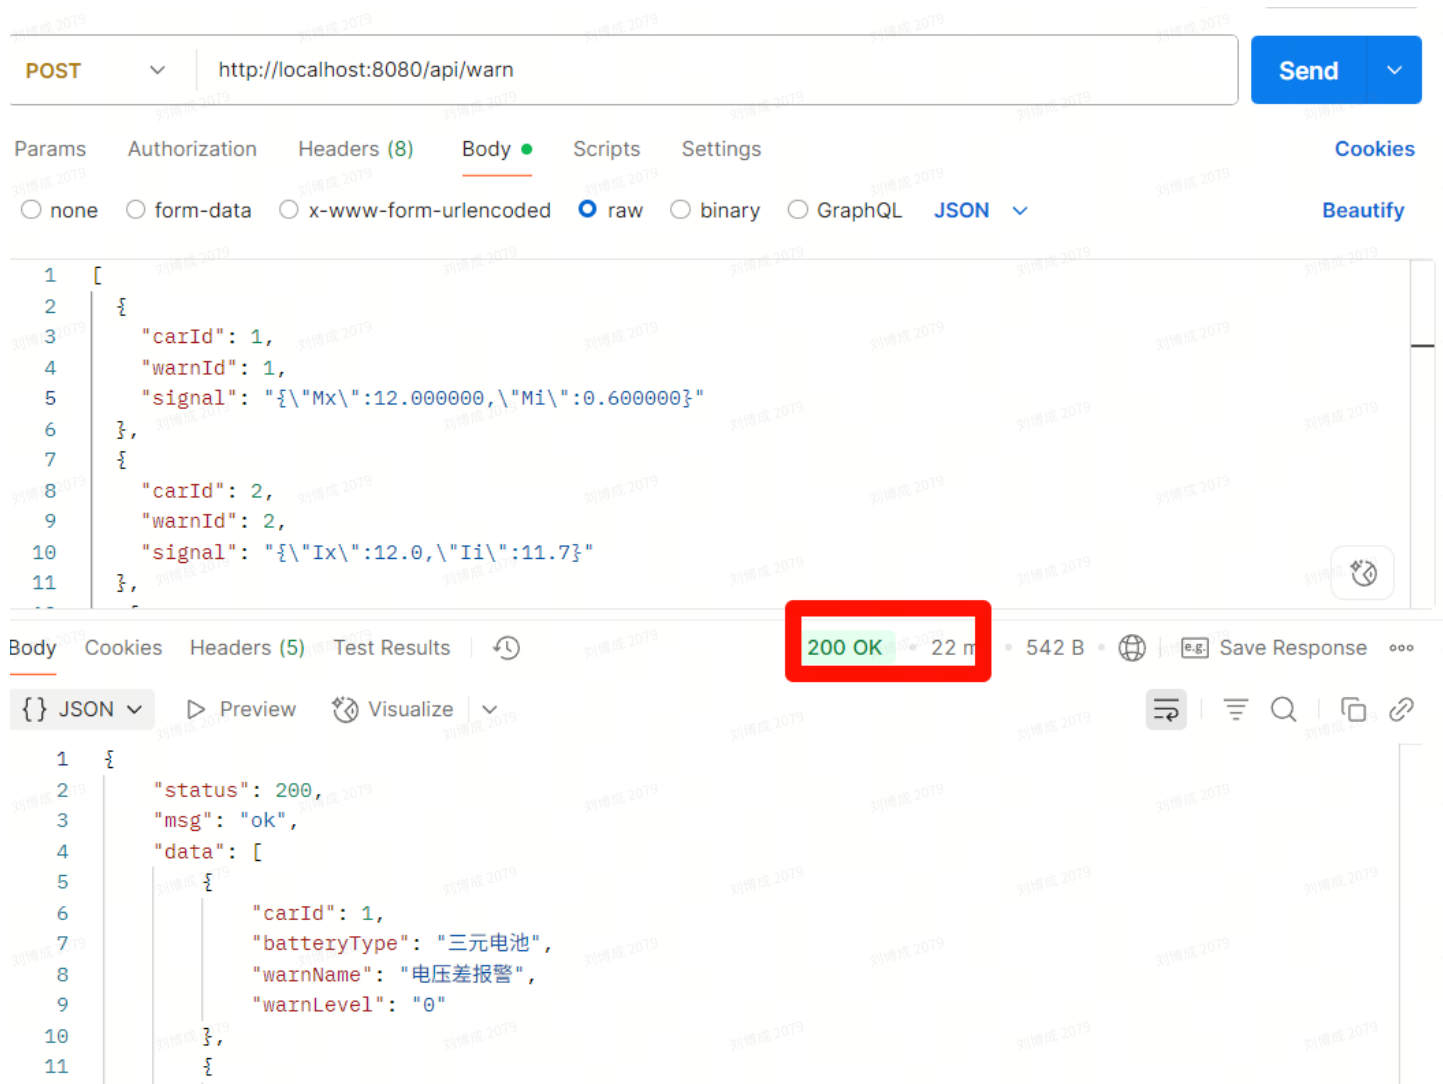 POST http://localhost:8080/api/warn Send
Params Authorization Headers (8) Body Scripts Settings Cookies
none form-data x-www-form-urlencoded raw binary GraphQL JSON Beautify
1 [
2 {
3 "carId": 1,
4 "warnId": 1,
5 "signal": "{\"Mx\":12.000000,\"Mi\":0.600000}"
6 },
7 {
8 "carId": 2,
9 "warnId": 2,
10 "signal": "{\"Ix\":12.0,\"Ii\":11.7}"
11 },
Body Cookies Headers (5) Test Results 200 OK 22 m 542 B e.g. Save Response
{} JSON Preview Visualize
1 {
2 "status": 200,
3 "msg": "ok",
4 "data": [
5 {
6 "carId": 1,
7 "batteryType": "三元电池",
8 "warnName": "电压差报警",
9 "warnLevel": "0"
10 },
11 {
刘博成 2079